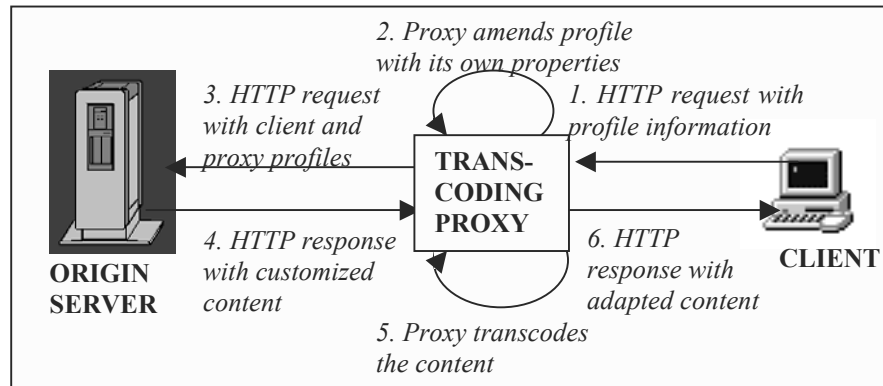 2. Proxy amends profile
with its own properties
3. HTTP request
with client and
proxy profiles
1. HTTP request with
profile information
TRANS-
CODING
PROXY
4. HTTP response
with customized
content
6. HTTP
response with
adapted content
ORIGIN
SERVER
CLIENT
5. Proxy transcodes
the content